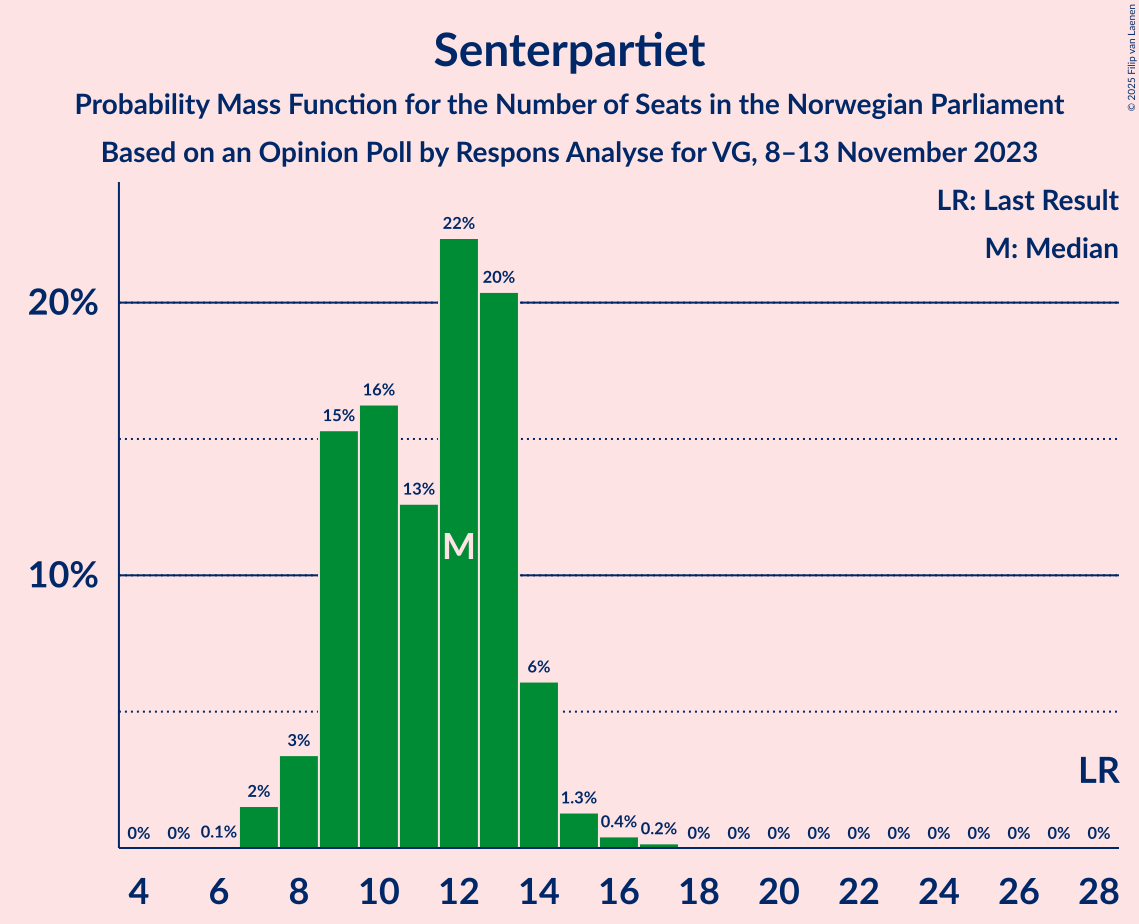 Senterpartiet
Probability Mass Function for the Number of Seats in the Norwegian Parliament
Based on an Opinion Poll by Respons Analyse for VG, 8–13 November 2023
© 2025 Filip van Laenen
LR: Last Result
M: Median
22%
20%
20%
16%
15%
13%
M
10%
6%
3%
LR
2%
1.3%
0% 0% 0.1% 0.4% 0.2% 0% 0% 0% 0% 0% 0% 0% 0% 0% 0% 0%
4 6 8 10 12 14 16 18 20 22 24 26 28